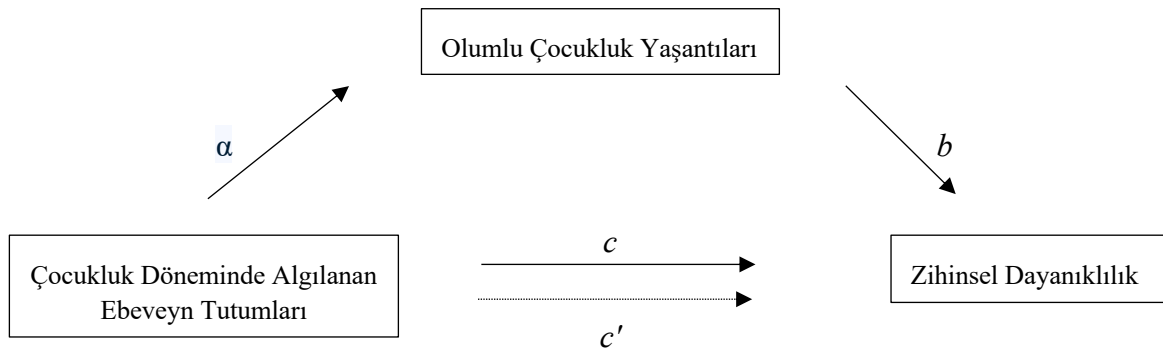 Olumlu Çocukluk Yaşantıları
α
b
Çocukluk Döneminde Algılanan
Ebeveyn Tutumları
c
c'
Zihinsel Dayanıklılık